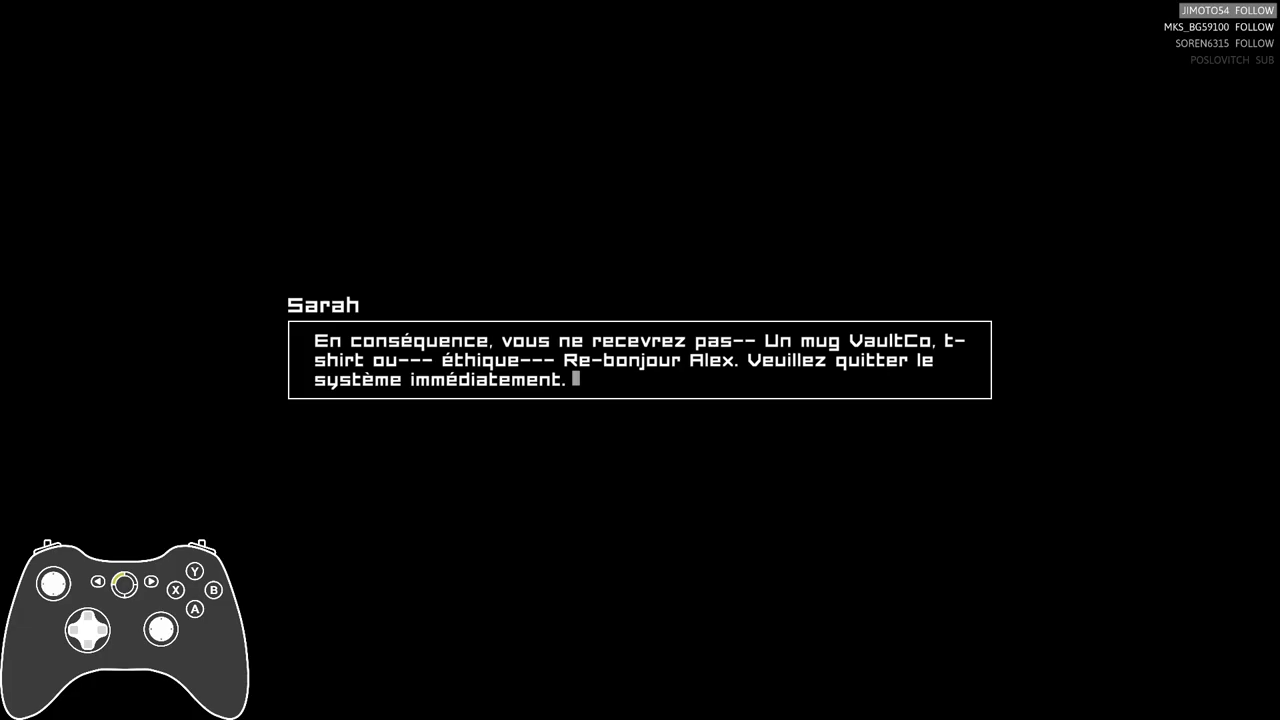 JIMOTO54 FOLLOW
MKS_BG59100 FOLLOW
SOREN6315 FOLLOW
POSLOVITCH SUB
Sarah
En conséquence, vous ne recevrez pas-- Un mug VaultCo, t-
shirt ou--- éthique--- Re-bonjour Alex. Veuillez quitter le
système immédiatement.
Y
X B
A